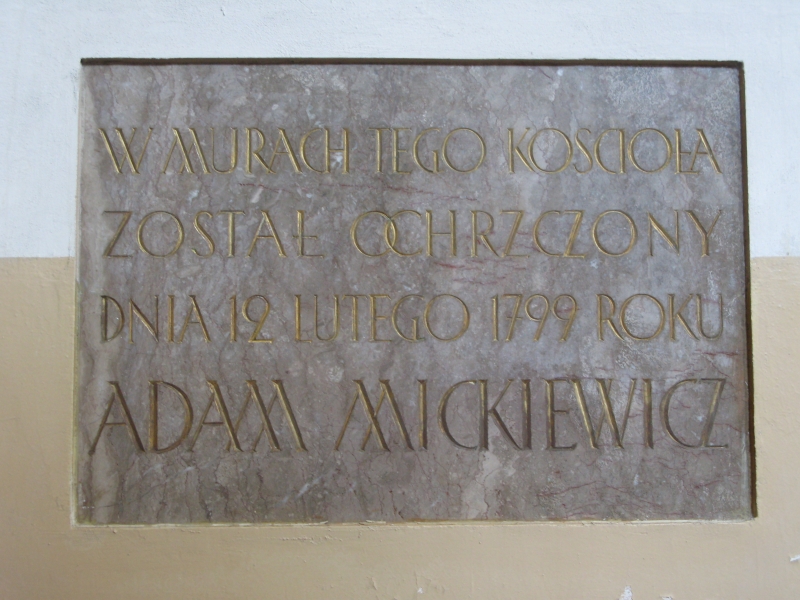 W MURACH TEGO KOSCIOŁA
ZOSTAŁ OCHRZCZONY
DNIA 12 LUTEGO 1799 ROKU
ADAM MICKIEWICZ